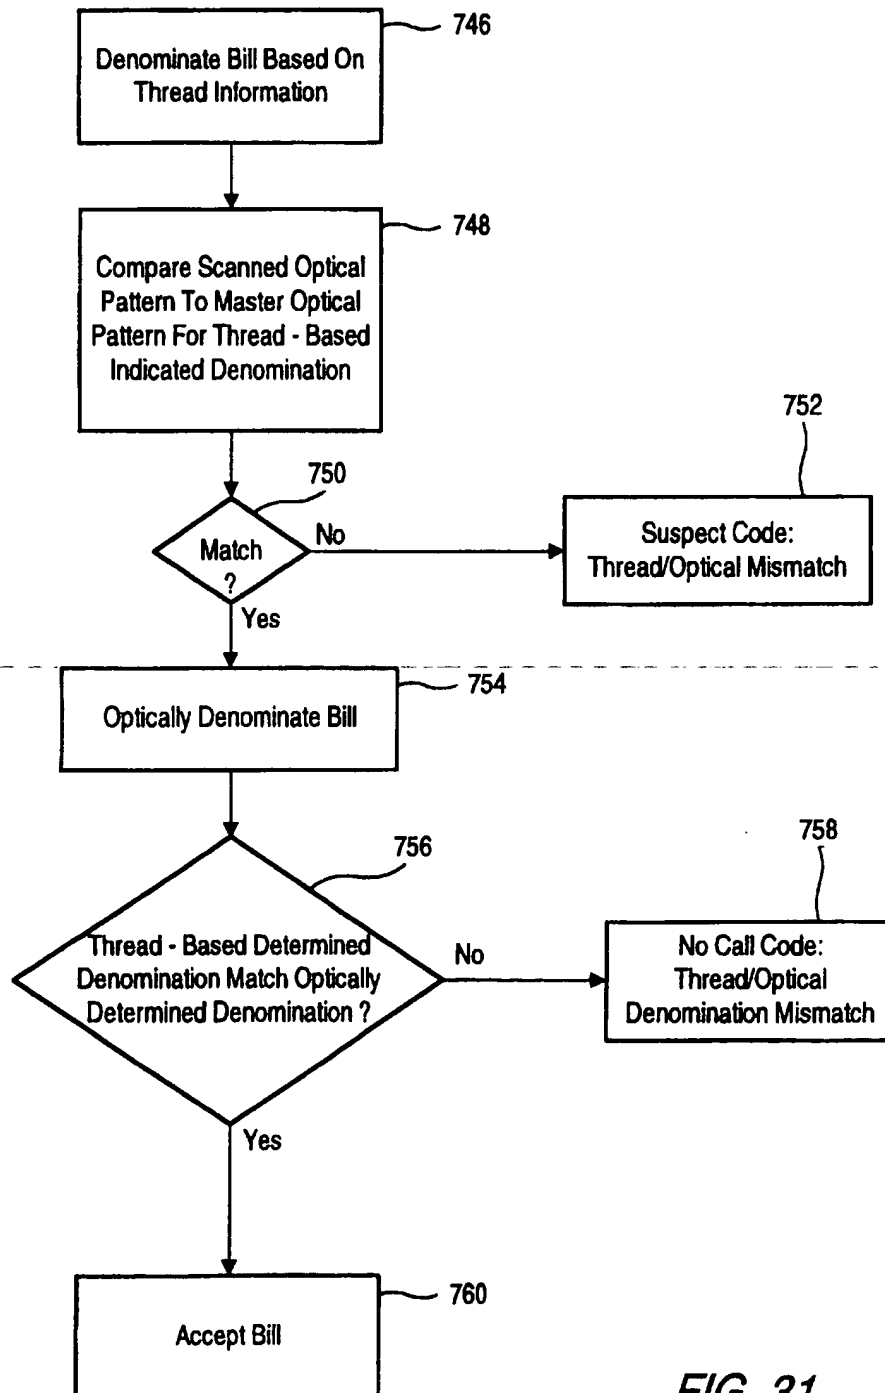 746
Denominate Bill Based On
Thread Information
748
Compare Scanned Optical
Pattern To Master Optical
Pattern For Thread - Based
Indicated Denomination
752
750
Match
?
No
Suspect Code:
Thread/Optical Mismatch
Yes
754
Optically Denominate Bill
756
758
Thread - Based Determined
Denomination Match Optically
Determined Denomination ?
No
No Call Code:
Thread/Optical
Denomination Mismatch
Yes
760
Accept Bill
FIG. 31